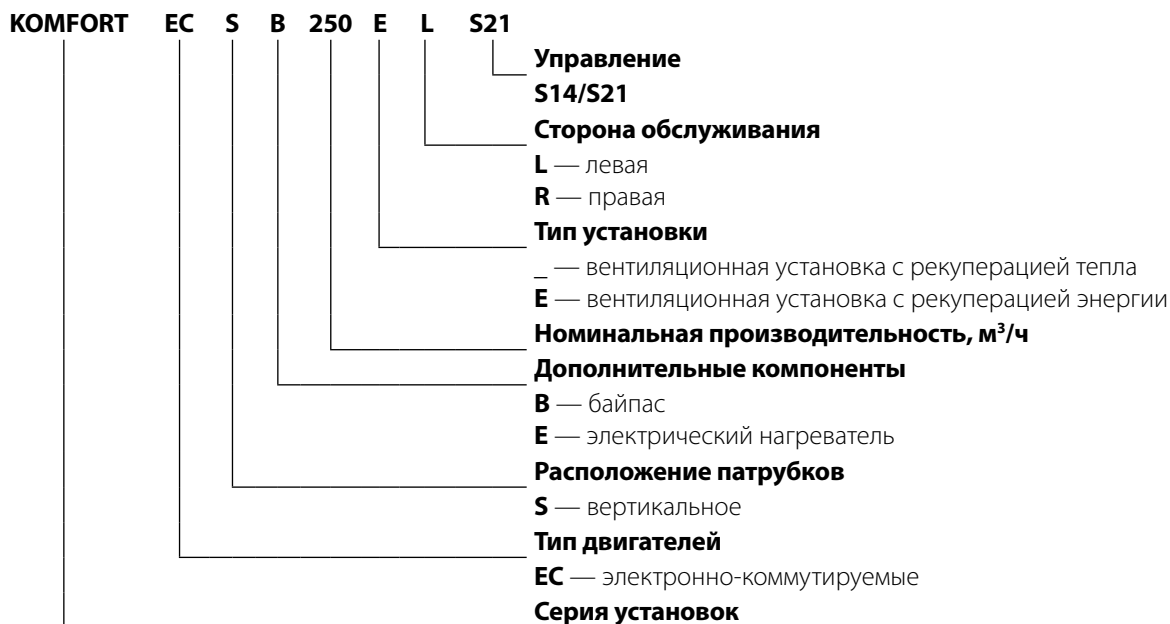 KOMFORT EC S B 250 E L S21
Управление
S14/S21
Сторона обслуживания
L — левая
R — правая
Тип установки
_ — вентиляционная установка с рекуперацией тепла
E — вентиляционная установка с рекуперацией энергии
Номинальная производительность, м³/ч
Дополнительные компоненты
B — байпас
E — электрический нагреватель
Расположение патрубков
S — вертикальное
Тип двигателей
EC — электронно-коммутируемые
Серия установок